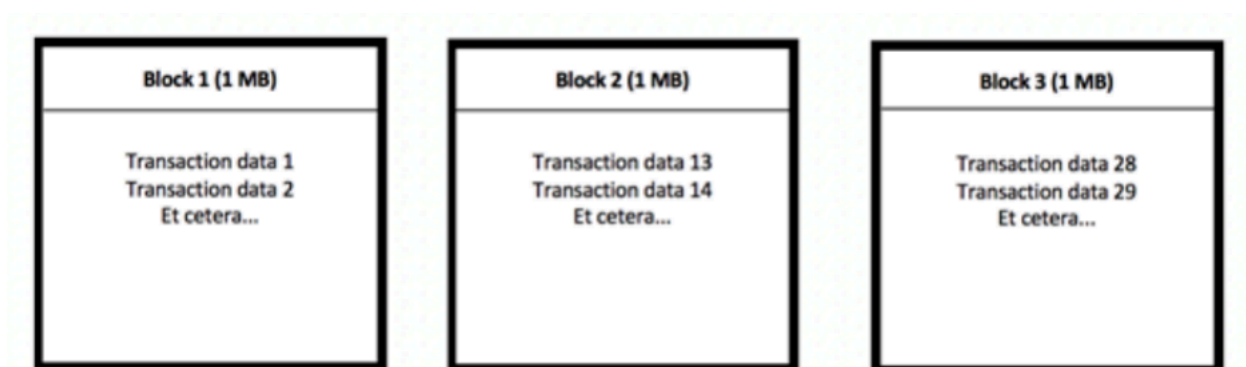 Block 1 (1 MB)
Transaction data 1
Transaction data 2
Et cetera...
Block 2 (1 MB)
Transaction data 13
Transaction data 14
Et cetera...
Block 3 (1 MB)
Transaction data 28
Transaction data 29
Et cetera...